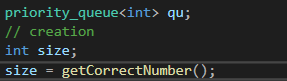 priority_queue<int> qu;
// creation
int size;
size = getCorrectNumber();